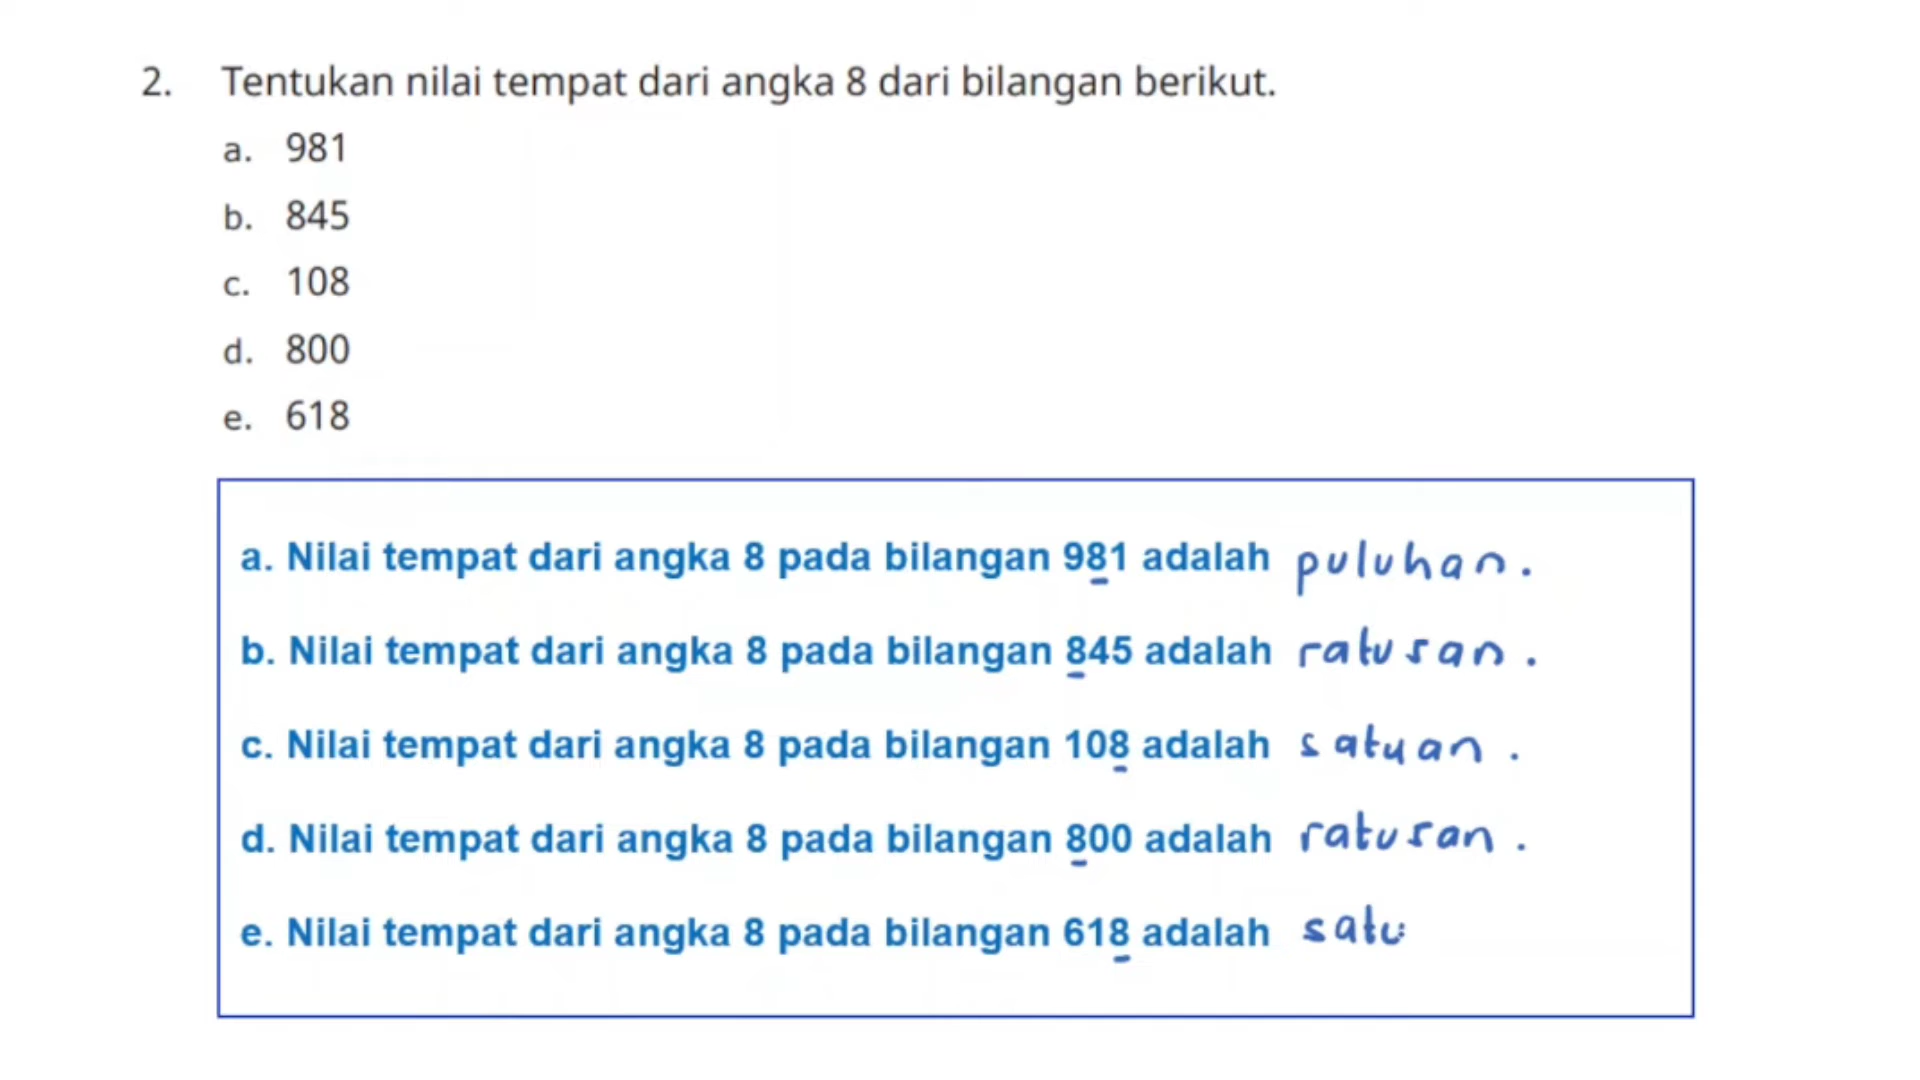 2. Tentukan nilai tempat dari angka 8 dari bilangan berikut.
a. 981
b. 845
c. 108
d. 800
e. 618
a. Nilai tempat dari angka 8 pada bilangan 981 adalah puluhan.
b. Nilai tempat dari angka 8 pada bilangan 845 adalah ratusan.
c. Nilai tempat dari angka 8 pada bilangan 108 adalah satuan.
d. Nilai tempat dari angka 8 pada bilangan 800 adalah ratusan.
e. Nilai tempat dari angka 8 pada bilangan 618 adalah satu